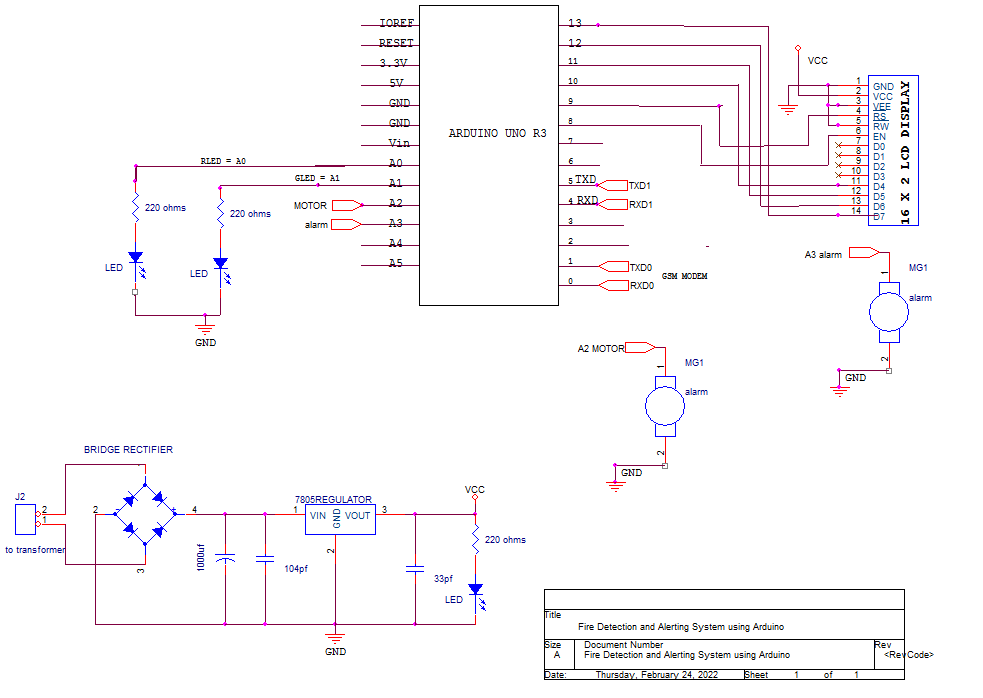 IOREF
RESET
3.3V
5V
GND
GND
Vin
A0
A1
A2
A3
A4
A5
ARDUINO UNO R3
13
12
11
10
9
8
7
6
5 TXD
4 RXD
3
2
1
0
TXD1
RXD1
TXD0
RXD0
GSM MODEM
RLED = A0
GLED = A1
MOTOR
alarm
220 ohms
220 ohms
LED
LED
GND
VCC
1 GND
2 VCC
3 VEE
4 RS
5 RW
6 EN
7 D0
8 D1
9 D2
10 D3
11 D4
12 D5
13 D6
14 D7
16 X 2 LCD DISPLAY
A3 alarm
1
MG1
alarm
2
GND
A2 MOTOR
1
MG1
alarm
2
GND
BRIDGE RECTIFIER
J2
2
1
to transformer
2
-
+
4
3
1000uf
104pf
7805REGULATOR
1
VIN
GND
VOUT
3
2
33pf
VCC
220 ohms
LED
GND
Title
Fire Detection and Alerting System using Arduino
Size
A
Document Number
Fire Detection and Alerting System using Arduino
Rev
<RevCode>
Date: Thursday, February 24, 2022 Sheet 1 of 1